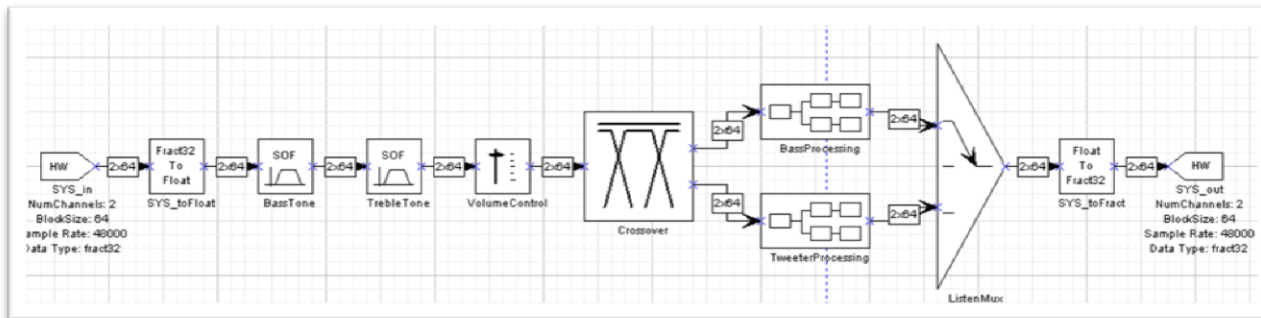 HW
SYS_in
NumChannels: 2
BlockSize: 64
ample Rate: 48000
Data Type: fract32
2x64
Fract32
To
Float
SYS_toFloat
2x64
SOF
BassTone
2x64
SOF
TrebleTone
2x64
VolumeControl
2x64
Crossover
2x64
2x64
BassProcessing
TweeterProcessing
2x64
2x64
ListenMux
2x64
Float
To
Fract32
SYS_toFract
2x64
HW
SYS_out
NumChannels: 2
BlockSize: 64
Sample Rate: 48000
Data Type: fract32